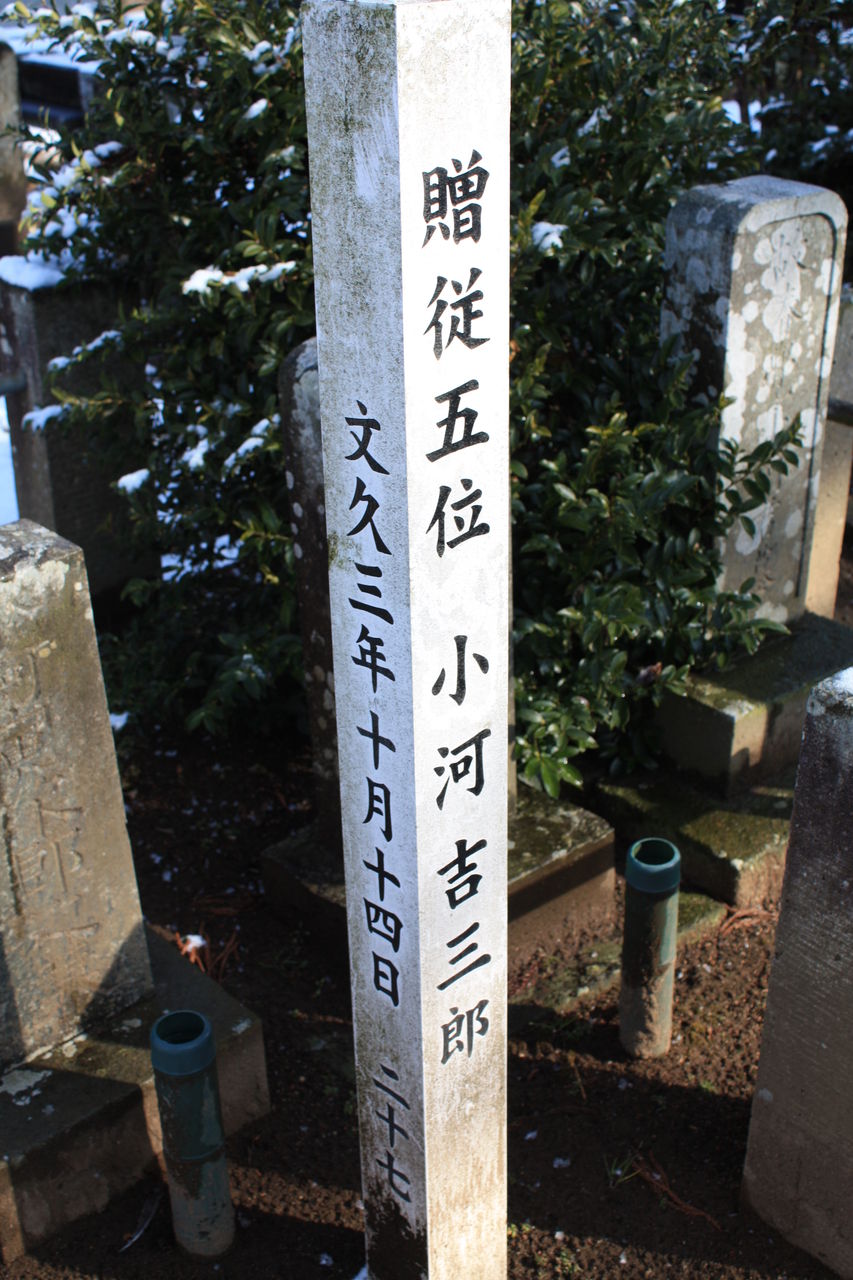 贈従五位 小河吉三郎
文久三年十月十四日 二十七